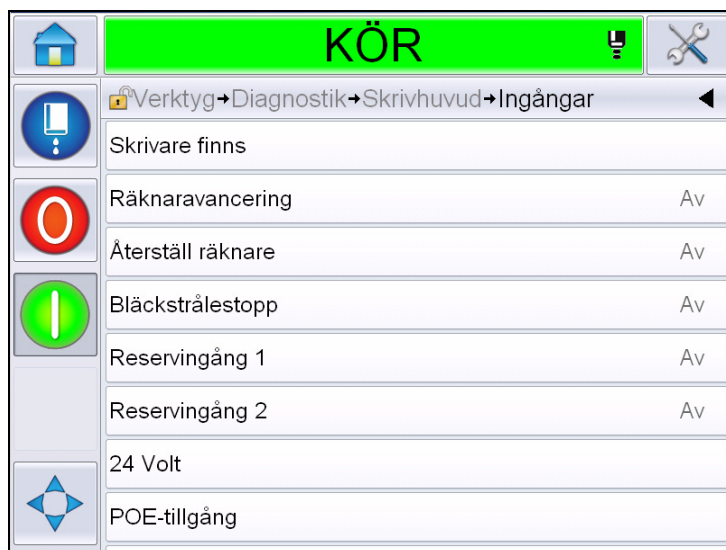 KÖR
Verktyg→Diagnostik→Skrivhuvud→Ingångar
Skrivare finns
Räknaravancering Av
Återställ räknare Av
Bläckstrålestopp Av
Reservingång 1 Av
Reservingång 2 Av
24 Volt
POE-tillgång